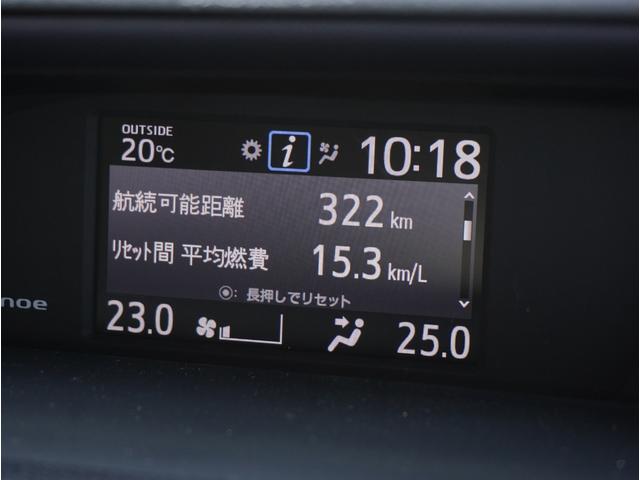 OUTSIDE
20℃ i 10:18
航続可能距離 322 km
リセット間 平均燃費 15.3 km/L
◉: 長押しでリセット
noe
23.0 25.0